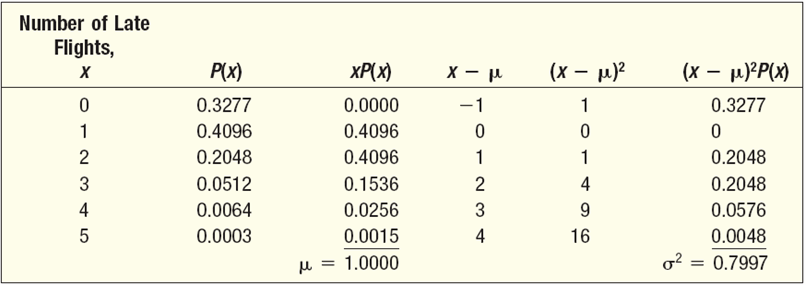 Number of Late
Flights,
x P(x) xP(x) x − μ (x − μ)² (x − μ)²P(x)
0 0.3277 0.0000 −1 1 0.3277
1 0.4096 0.4096 0 0 0
2 0.2048 0.4096 1 1 0.2048
3 0.0512 0.1536 2 4 0.2048
4 0.0064 0.0256 3 9 0.0576
5 0.0003 0.0015 4 16 0.0048
μ = 1.0000 σ² = 0.7997